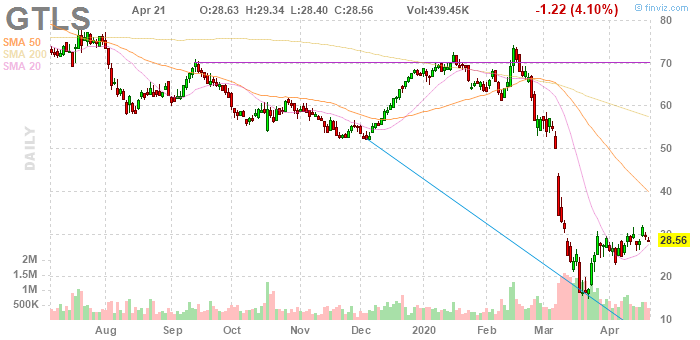 GTLS
Apr 21 O:28.63 H:29.34 L:28.40 C:28.56 Vol:439.45K -1.22 (4.10%)
© finviz.com
SMA 50
SMA 200
SMA 20
DAILY
80
70
60
50
40
30
28.56
20
10
2M
1.5M
1M
500K
Aug Sep Oct Nov Dec 2020 Feb Mar Apr